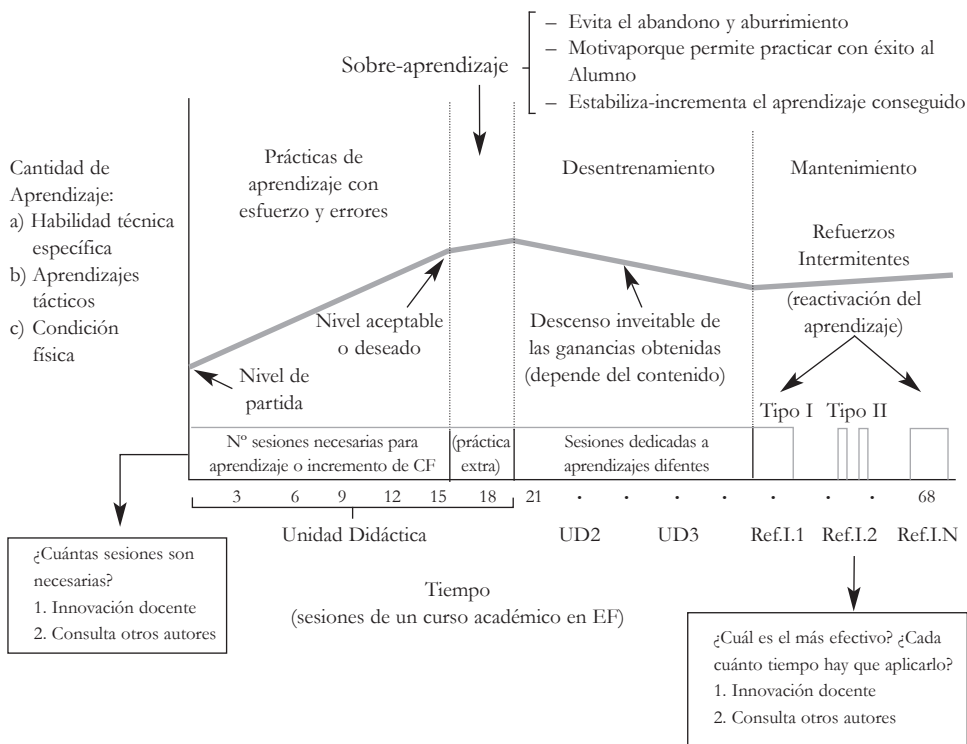 – Evita el abandono y aburrimiento
– Motivaporque permite practicar con éxito al
Alumno
– Estabiliza-incrementa el aprendizaje conseguido
Sobre-aprendizaje
Cantidad de
Aprendizaje:
a) Habilidad técnica
específica
b) Aprendizajes
tácticos
c) Condición
física
Prácticas de
aprendizaje con
esfuerzo y errores
Desentrenamiento
Mantenimiento
Refuerzos
Intermitentes
(reactivación del
aprendizaje)
Nivel aceptable
o deseado
Descenso inveitable de
las ganancias obtenidas
(depende del contenido)
Nivel de
partida
Tipo I
Tipo II
Nº sesiones necesarias para
aprendizaje o incremento de CF
(práctica
extra)
Sesiones dedicadas a
aprendizajes difentes
3 6 9 12 15 18 21 . . . . . . . 68
Unidad Didáctica
UD2
UD3
Ref.I.1
Ref.I.2
Ref.I.N
¿Cuántas sesiones son
necesarias?
1. Innovación docente
2. Consulta otros autores
Tiempo
(sesiones de un curso académico en EF)
¿Cuál es el más efectivo? ¿Cada
cuánto tiempo hay que aplicarlo?
1. Innovación docente
2. Consulta otros autores